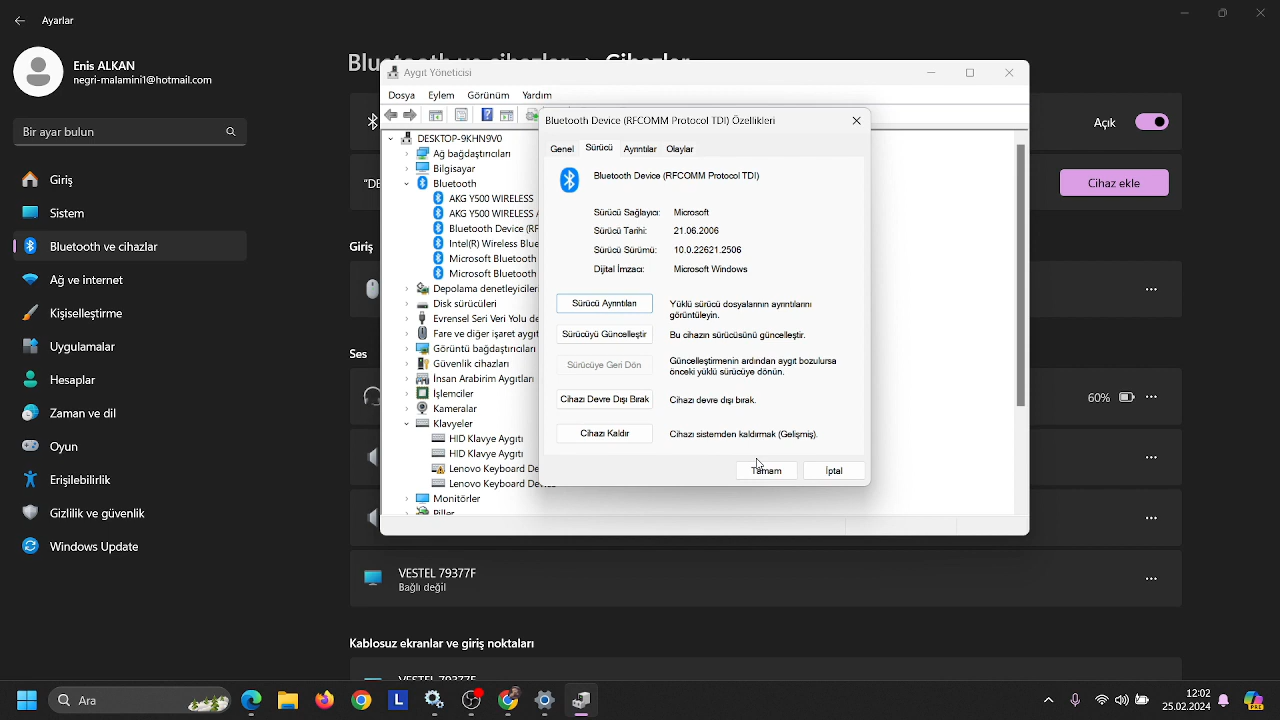 Ayarlar
Enis ALKAN
negri-malamini1@hotmail.com
Bir ayar bulun
Giriş
Sistem
Bluetooth ve cihazlar
Ağ ve internet
Kişiselleştirme
Uygulamalar
Hesaplar
Zaman ve dil
Oyun
Erişilebilirlik
Gizlilik ve güvenlik
Windows Update
Açık
Cihaz ekle
Giriş
Ses
60%
VESTEL 79377F
Bağlı değil
Kablosuz ekranlar ve giriş noktaları
Aygıt Yöneticisi
Dosya Eylem Görünüm Yardım
DESKTOP-9KHN9V0
Ağ bağdaştırıcıları
Bilgisayar
Bluetooth
AKG Y500 WIRELESS
AKG Y500 WIRELESS
Bluetooth Device (RF
Intel(R) Wireless Blue
Microsoft Bluetooth
Microsoft Bluetooth
Depolama denetleyiciler
Disk sürücüleri
Evrensel Seri Veri Yolu de
Fare ve diğer işaret aygıt
Görüntü bağdaştırıcıları
Güvenlik cihazları
İnsan Arabirim Aygıtları
İşlemciler
Kameralar
Klavyeler
HID Klavye Aygıtı
HID Klavye Aygıtı
Lenovo Keyboard De
Lenovo Keyboard De
Monitörler
Piller
Bluetooth Device (RFCOMM Protocol TDI) Özellikleri
Genel Sürücü Ayrıntılar Olaylar
Bluetooth Device (RFCOMM Protocol TDI)
Sürücü Sağlayıcı: Microsoft
Sürücü Tarihi: 21.06.2006
Sürücü Sürümü: 10.0.22621.2506
Dijital İmzacı: Microsoft Windows
Sürücü Ayrıntıları Yüklü sürücü dosyalarının ayrıntılarını
görüntüleyin.
Sürücüyü Güncelleştir Bu cihazın sürücüsünü güncelleştir.
Sürücüye Geri Dön Güncelleştirmenin ardından aygıt bozulursa
önceki yüklü sürücüye dönün.
Cihazı Devre Dışı Bırak Cihazı devre dışı bırak.
Cihazı Kaldır Cihazı sistemden kaldırmak (Gelişmiş).
Tamam İptal
Ara
12:02
25.02.2024